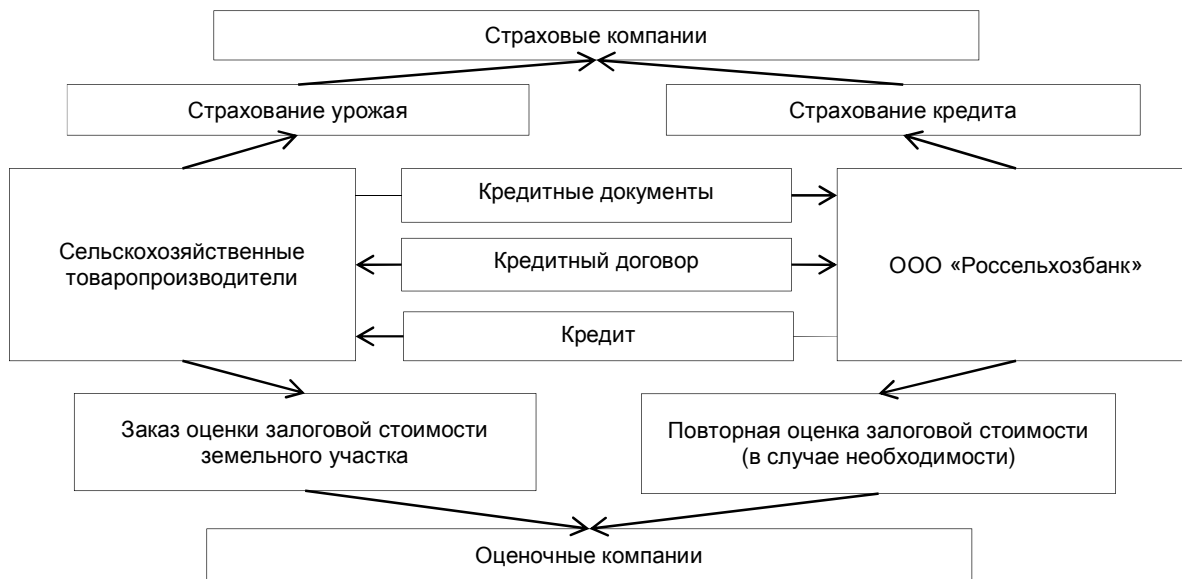 Страховые компании
Страхование урожая
Страхование кредита
Кредитные документы
Сельскохозяйственные
товаропроизводители
Кредитный договор
ООО «Россельхозбанк»
Кредит
Заказ оценки залоговой стоимости
земельного участка
Повторная оценка залоговой стоимости
(в случае необходимости)
Оценочные компании